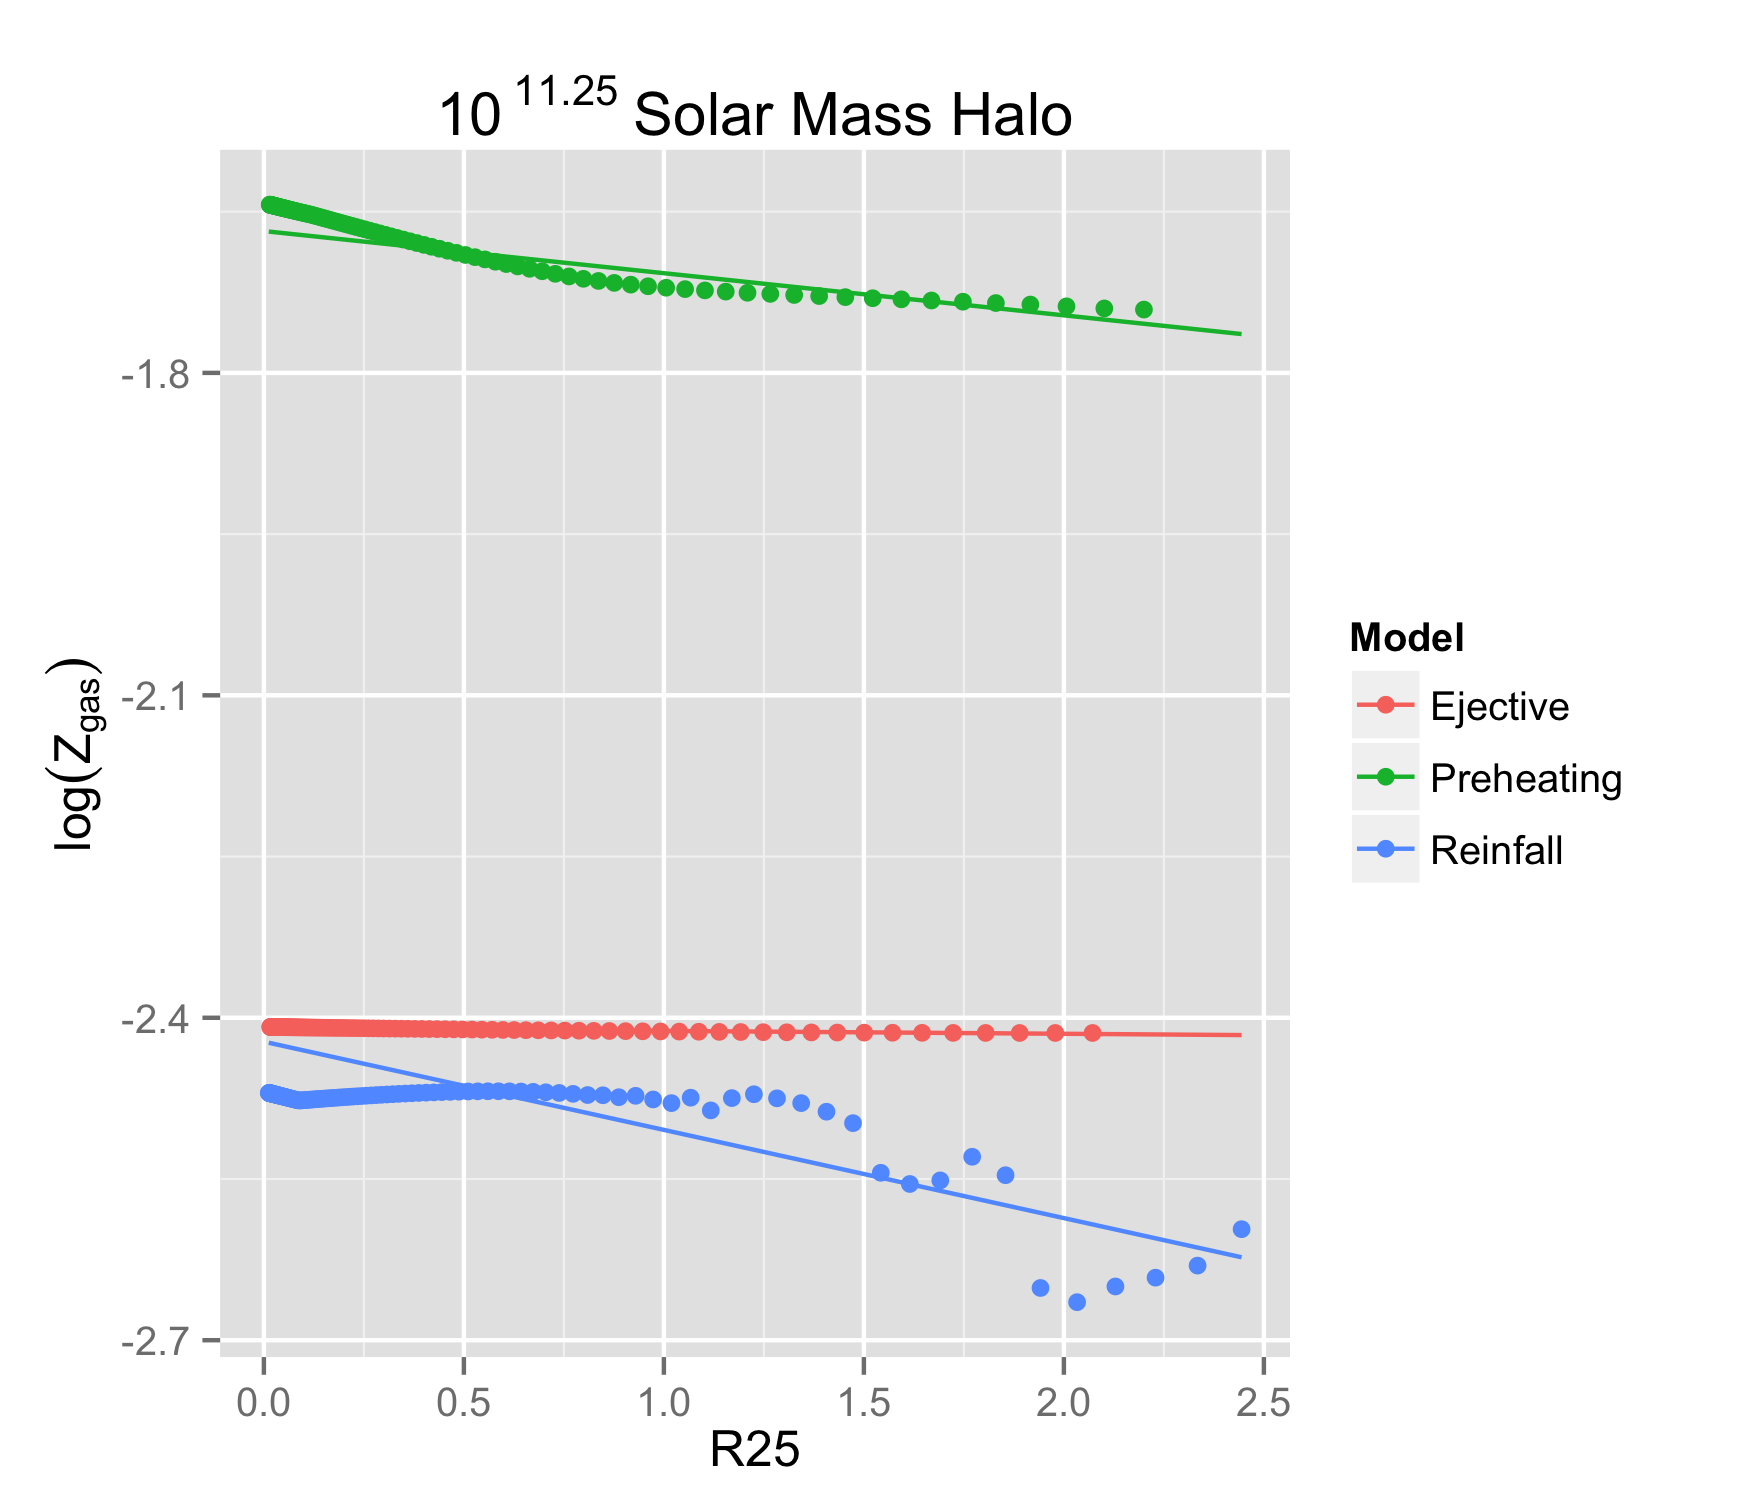 10 11.25 Solar Mass Halo
log(Zgas)
-1.8
-2.1
-2.4
-2.7
0.0 0.5 1.0 1.5 2.0 2.5
R25
Model
Ejective
Preheating
Reinfall